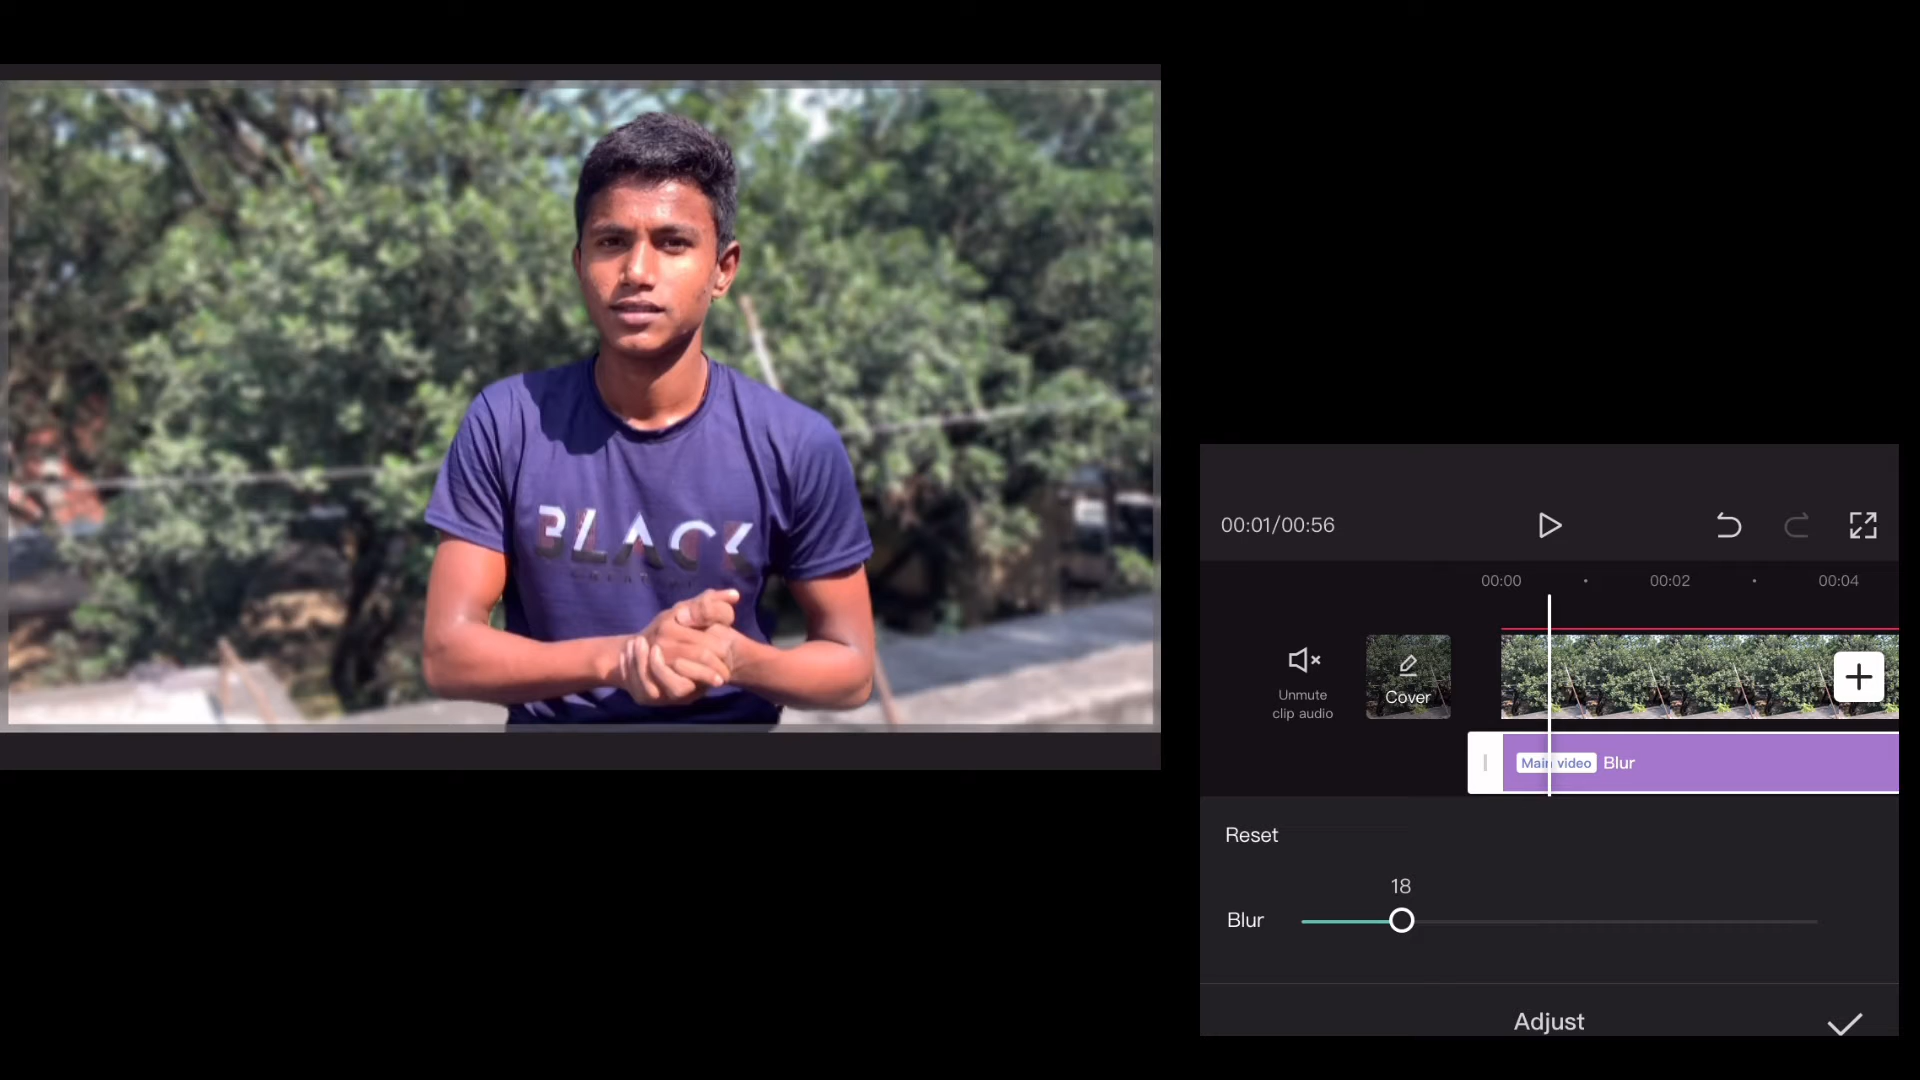 BLACK
00:01/00:56
00:00 00:02 00:04
Unmute
clip audio
Cover
Main video Blur
Reset
18
Blur
Adjust